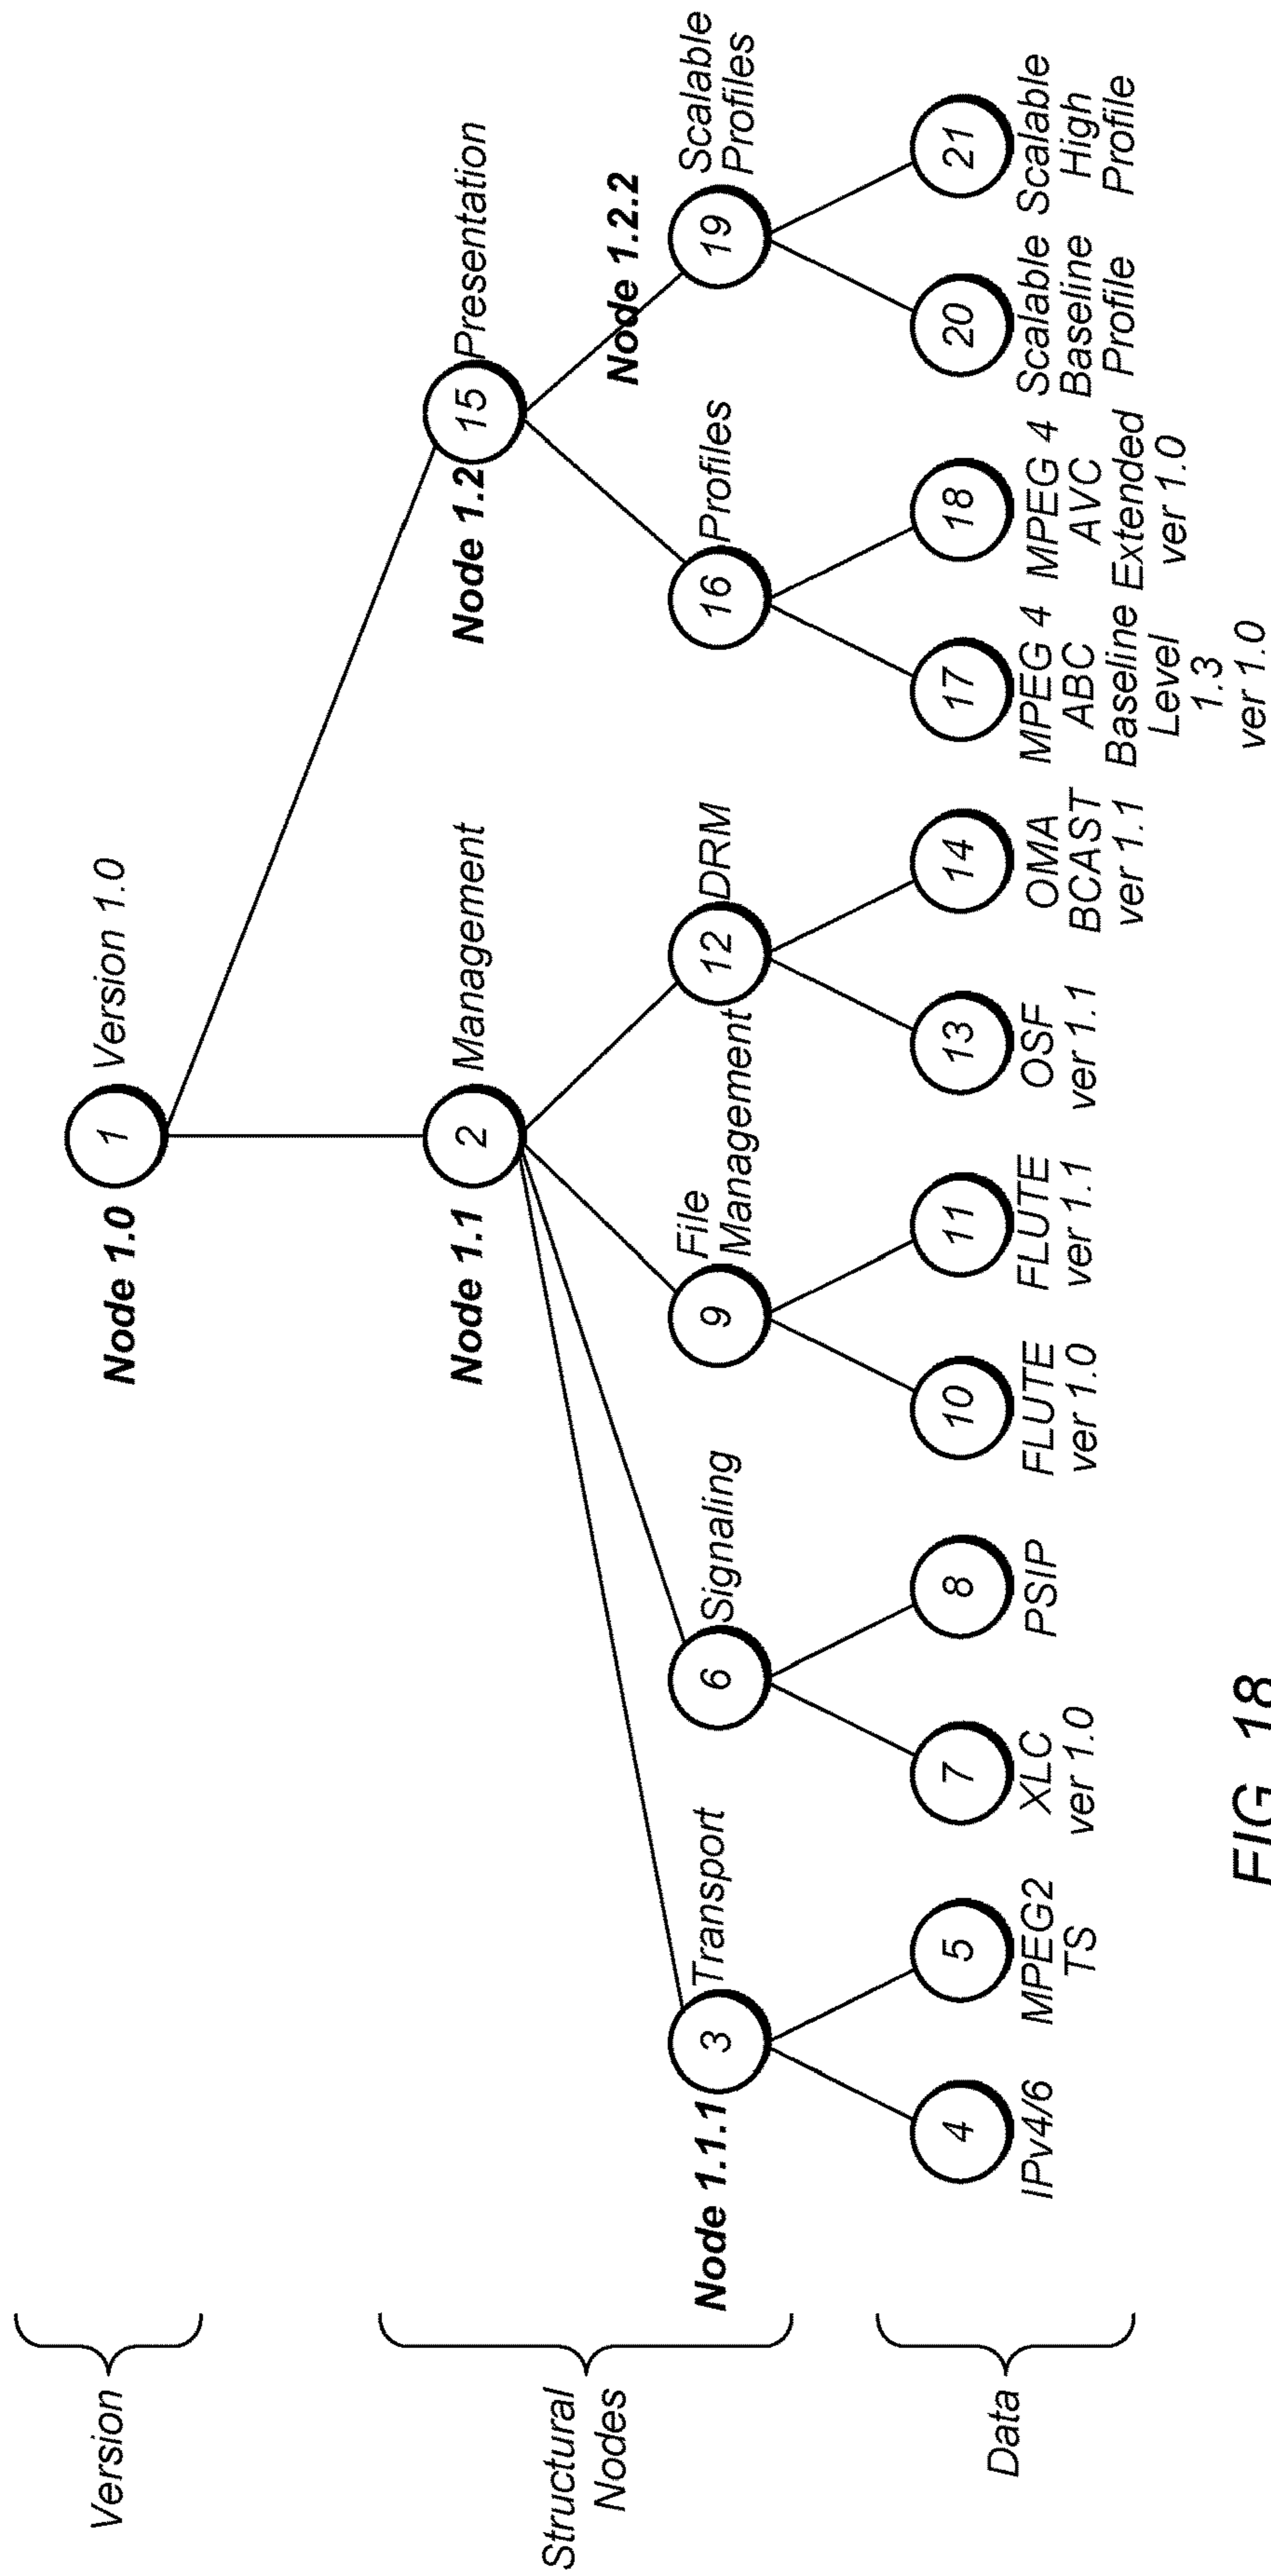 Version
Node 1.0
1
Version 1.0
Structural
Nodes
Node 1.1
2
Management
Node 1.2
15
Presentation
Node 1.1.1
3
Transport
6
Signaling
9
File
Management
12
DRM
16
Profiles
Node 1.2.2
19
Scalable
Profiles
Data
4
IPv4/6
5
MPEG2
TS
7
XLC
ver 1.0
8
PSIP
10
FLUTE
ver 1.0
11
FLUTE
ver 1.1
13
OSF
ver 1.1
14
OMA
BCAST
ver 1.1
17
MPEG 4
ABC
Baseline
Level
1.3
ver 1.0
18
MPEG 4
AVC
Extended
ver 1.0
20
Scalable
Baseline
Profile
21
Scalable
High
Profile
FIG. 18